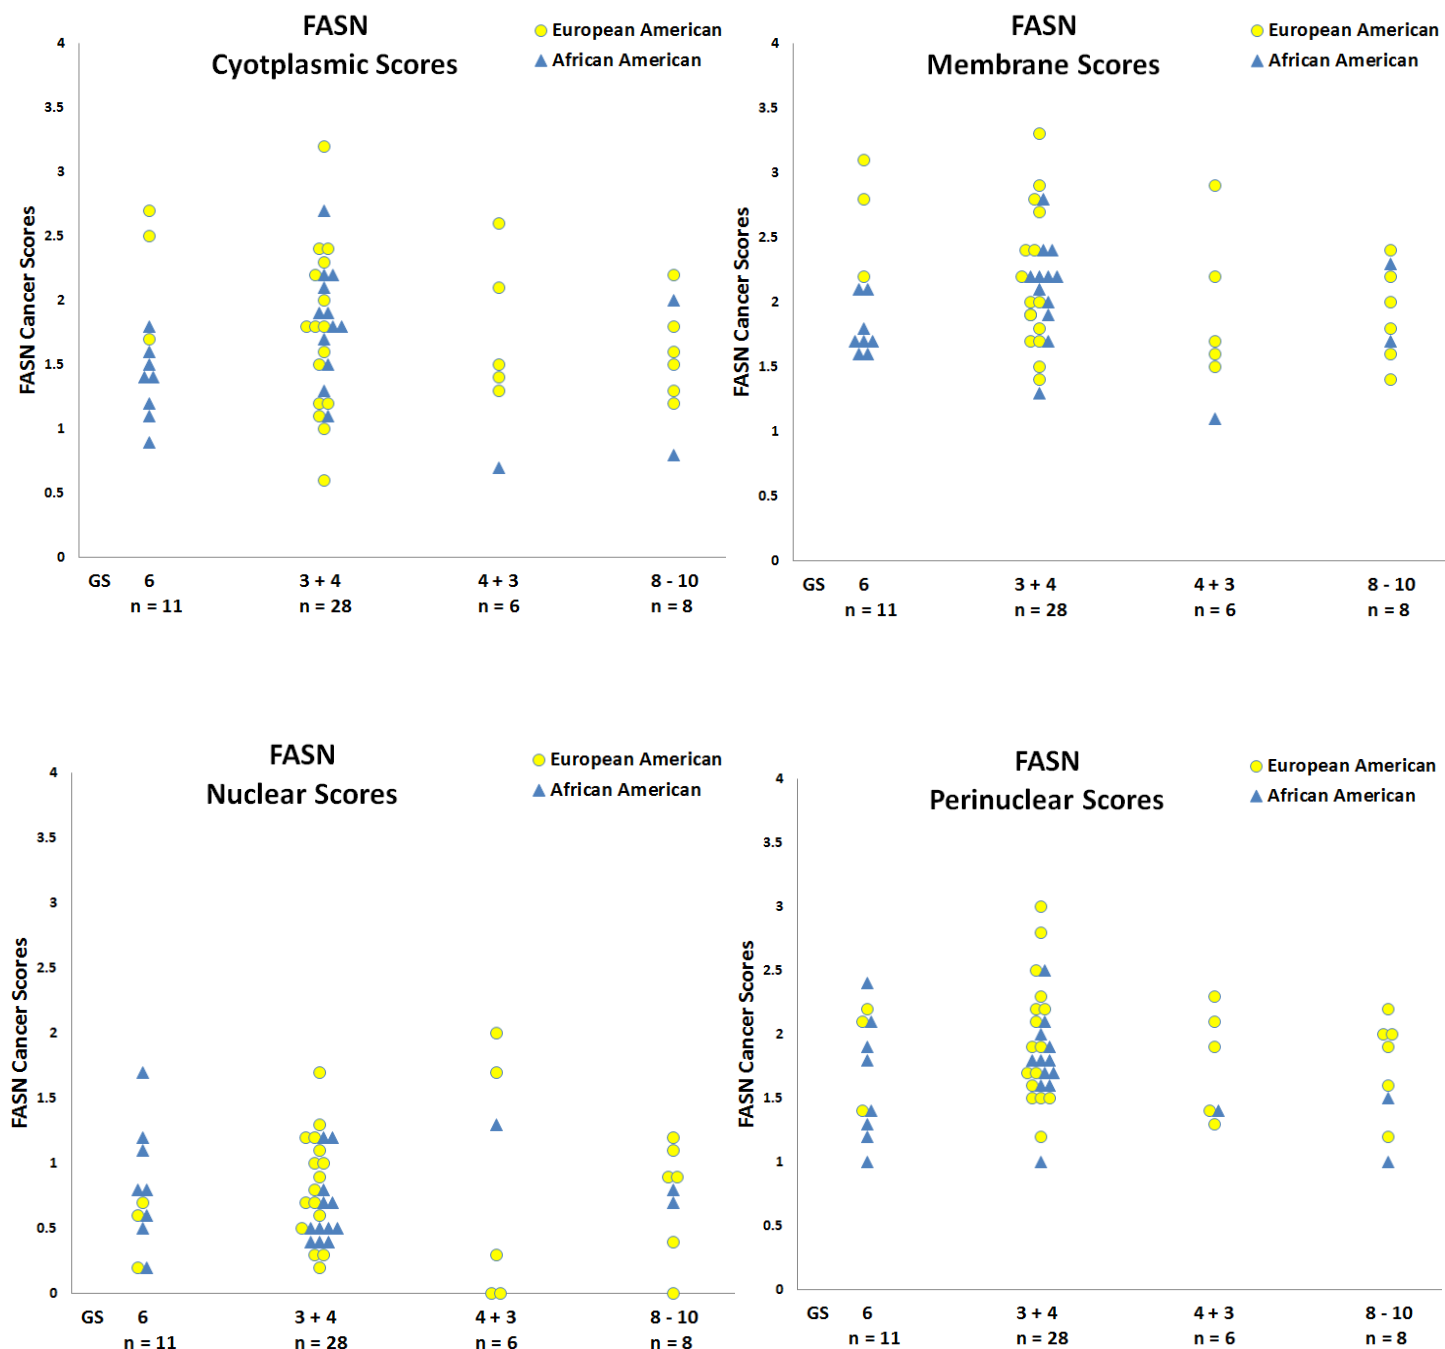 FASN
Cyotplasmic Scores
European American
African American
FASN Cancer Scores
4
3.5
3
2.5
2
1.5
1
0.5
0
GS 6 3 + 4 4 + 3 8 - 10
n = 11 n = 28 n = 6 n = 8
FASN
Membrane Scores
European American
African American
FASN Cancer Scores
4
3.5
3
2.5
2
1.5
1
0.5
0
GS 6 3 + 4 4 + 3 8 - 10
n = 11 n = 28 n = 6 n = 8
FASN
Nuclear Scores
European American
African American
FASN Cancer Scores
4
3.5
3
2.5
2
1.5
1
0.5
0
GS 6 3 + 4 4 + 3 8 - 10
n = 11 n = 28 n = 6 n = 8
FASN
Perinuclear Scores
European American
African American
FASN Cancer Scores
4
3.5
3
2.5
2
1.5
1
0.5
0
GS 6 3 + 4 4 + 3 8 - 10
n = 11 n = 28 n = 6 n = 8